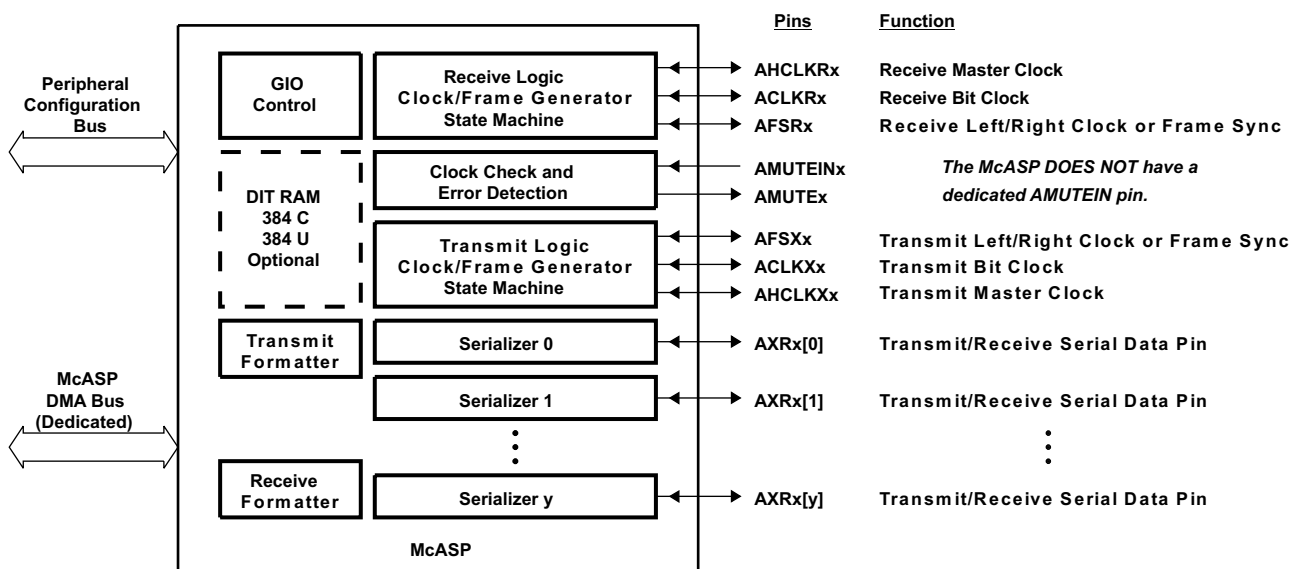 Pins Function
Peripheral
Configuration
Bus
GIO
Control
Receive Logic
Clock/Frame Generator
State Machine
AHCLKRx Receive Master Clock
ACLKRx Receive Bit Clock
AFSRx Receive Left/Right Clock or Frame Sync
DIT RAM
384 C
384 U
Optional
Clock Check and
Error Detection
AMUTEINx
AMUTEx
The McASP DOES NOT have a
dedicated AMUTEIN pin.
Transmit Logic
Clock/Frame Generator
State Machine
AFSXx Transmit Left/Right Clock or Frame Sync
ACLKXx Transmit Bit Clock
AHCLKXx Transmit Master Clock
Transmit
Formatter
Serializer 0
AXRx[0] Transmit/Receive Serial Data Pin
McASP
DMA Bus
(Dedicated)
Serializer 1
AXRx[1] Transmit/Receive Serial Data Pin
Receive
Formatter
Serializer y
AXRx[y] Transmit/Receive Serial Data Pin
McASP